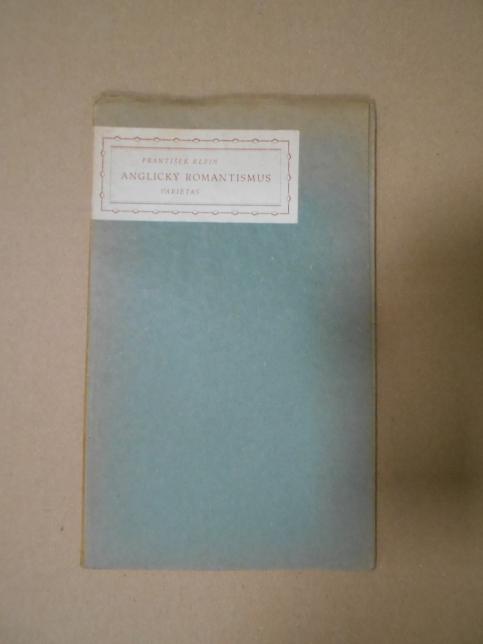 FRANTIŠEK KLEIN
ANGLICKÝ ROMANTISMUS
VARIETAS